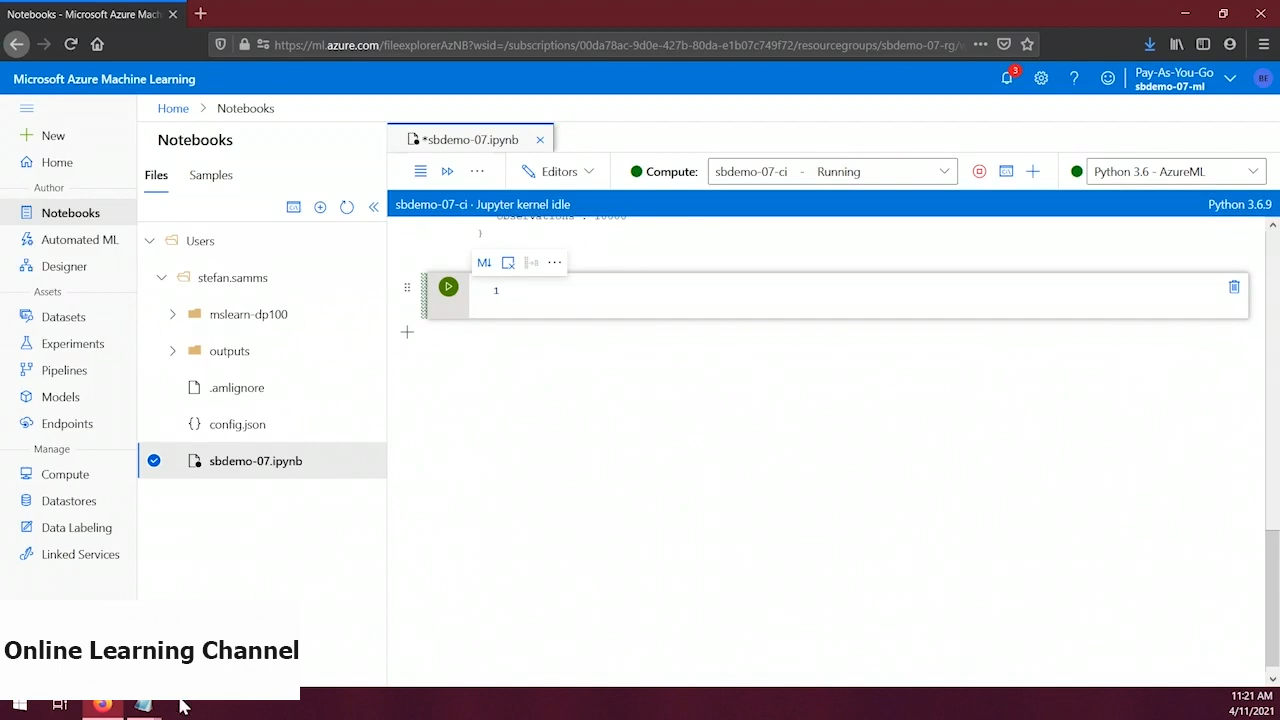 Notebooks - Microsoft Azure Mach
https://ml.azure.com/fileexplorerAzNB?wsid=/subscriptions/00da78ac-9d0e-427b-80da-e1b07c749f72/resourcegroups/sbdemo-07-rg/
Microsoft Azure Machine Learning
3
Pay-As-You-Go
sbdemo-07-ml
BE
Home > Notebooks
New
Home
Author
Notebooks
Automated ML
Designer
Assets
Datasets
Experiments
Pipelines
Models
Endpoints
Manage
Compute
Datastores
Data Labeling
Linked Services
Notebooks
Files Samples
Users
stefan.samms
mslearn-dp100
outputs
.amlignore
{} config.json
sbdemo-07.ipynb
*sbdemo-07.ipynb
Editors
Compute: sbdemo-07-ci - Running
Python 3.6 - AzureML
sbdemo-07-ci · Jupyter kernel idle
Python 3.6.9
"observations": 10000
}
M↓
1
Online Learning Channel
11:21 AM
4/11/2021